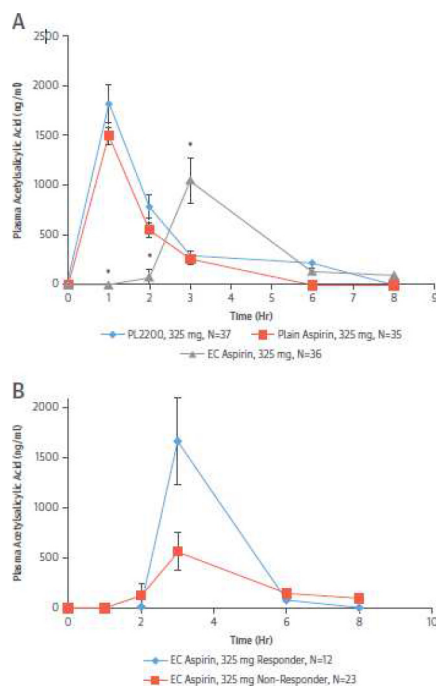 A
2500
2000
1500
1000
500
0
Plasma Acetylsalicylic Acid (ng/ml)
*
*
*
0 1 2 3 4 5 6 7 8 9
Time (Hr)
PL2200, 325 mg, N=37 Plain Aspirin, 325 mg, N=35
EC Aspirin, 325 mg, N=36
B
2000
1500
1000
500
0
Plasma Acetylsalicylic Acid (ng/ml)
0 2 4 6 8 10
Time (Hr)
EC Aspirin, 325 mg Responder, N=12
EC Aspirin, 325 mg Non-Responder, N=23